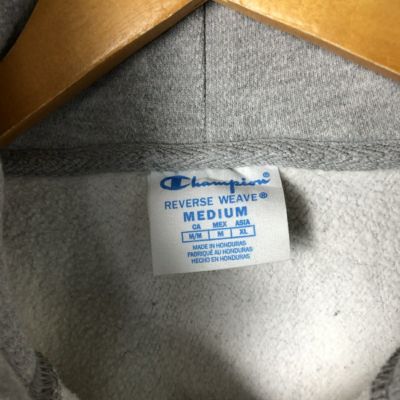 Champion
REVERSE WEAVE®
MEDIUM
CA MEX ASIA
M/M M XL
MADE IN HONDURAS
FABRIQUÉ AU HONDURAS
HECHO EN HONDURAS